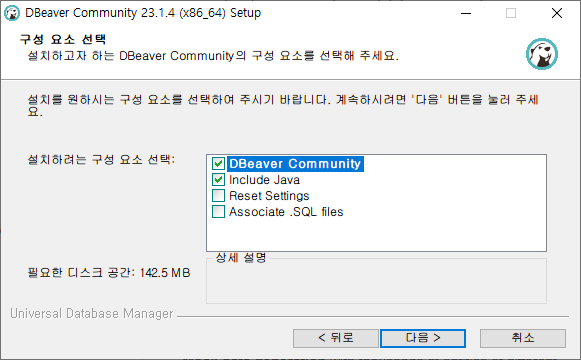 DBeaver Community 23.1.4 (x86_64) Setup
구성 요소 선택
설치하고자 하는 DBeaver Community의 구성 요소를 선택해 주세요.
설치를 원하시는 구성 요소를 선택하여 주시기 바랍니다. 계속하시려면 '다음' 버튼을 눌러 주세
요.
설치하려는 구성 요소 선택:
DBeaver Community
Include Java
Reset Settings
Associate .SQL files
상세 설명
필요한 디스크 공간: 142.5 MB
Universal Database Manager
< 뒤로
다음 >
취소